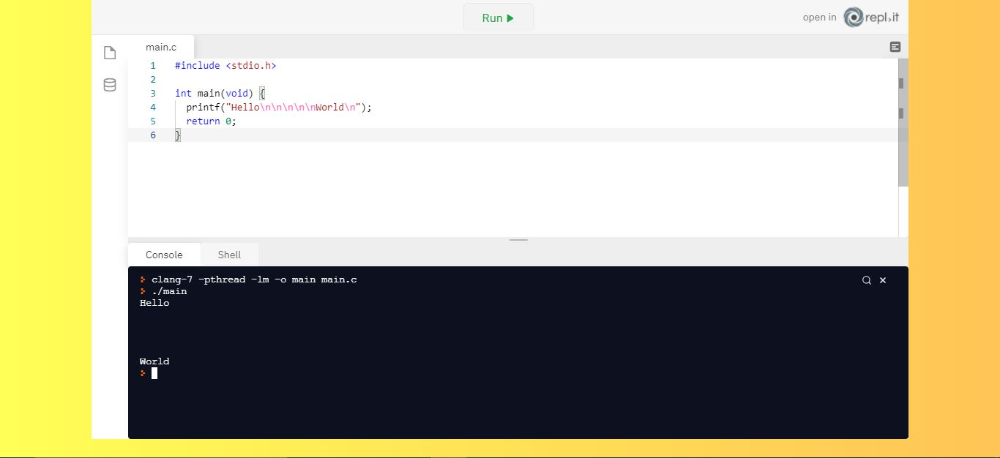 Run
open in repl.it
main.c
1 #include <stdio.h>
2
3 int main(void) {
4 printf("Hello\n\n\n\n\nWorld\n");
5 return 0;
6 }
Console Shell
clang-7 -pthread -lm -o main main.c
./main
Hello
World